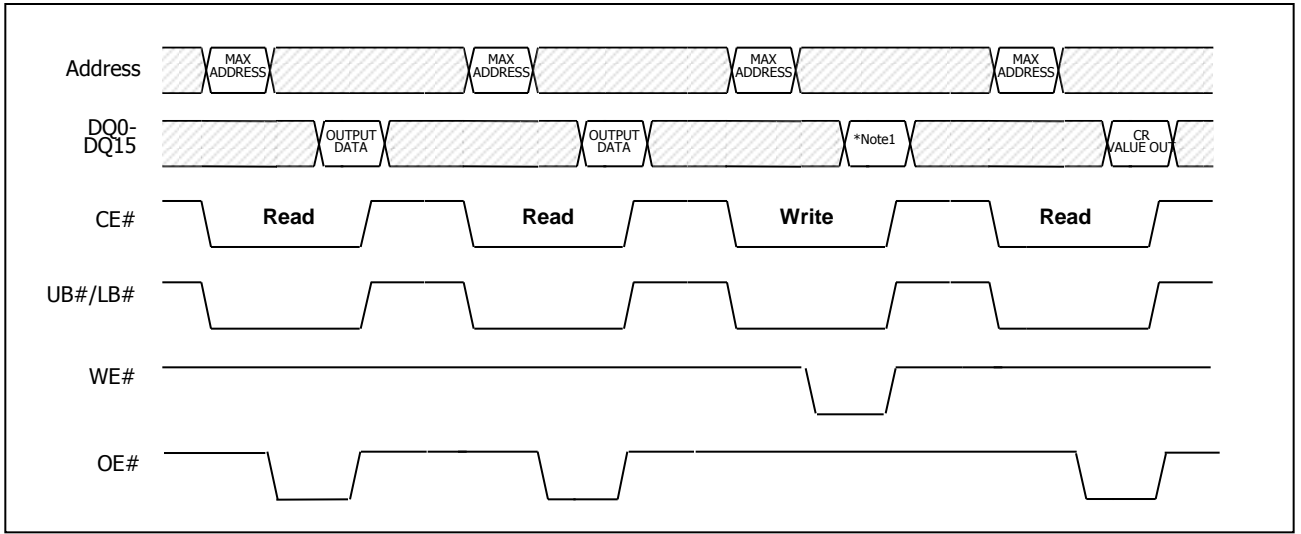 Address
MAX
ADDRESS
MAX
ADDRESS
MAX
ADDRESS
MAX
ADDRESS
DQ0-
DQ15
OUTPUT
DATA
OUTPUT
DATA
*Note1
CR
VALUE OUT
CE#
Read
Read
Write
Read
UB#/LB#
WE#
OE#